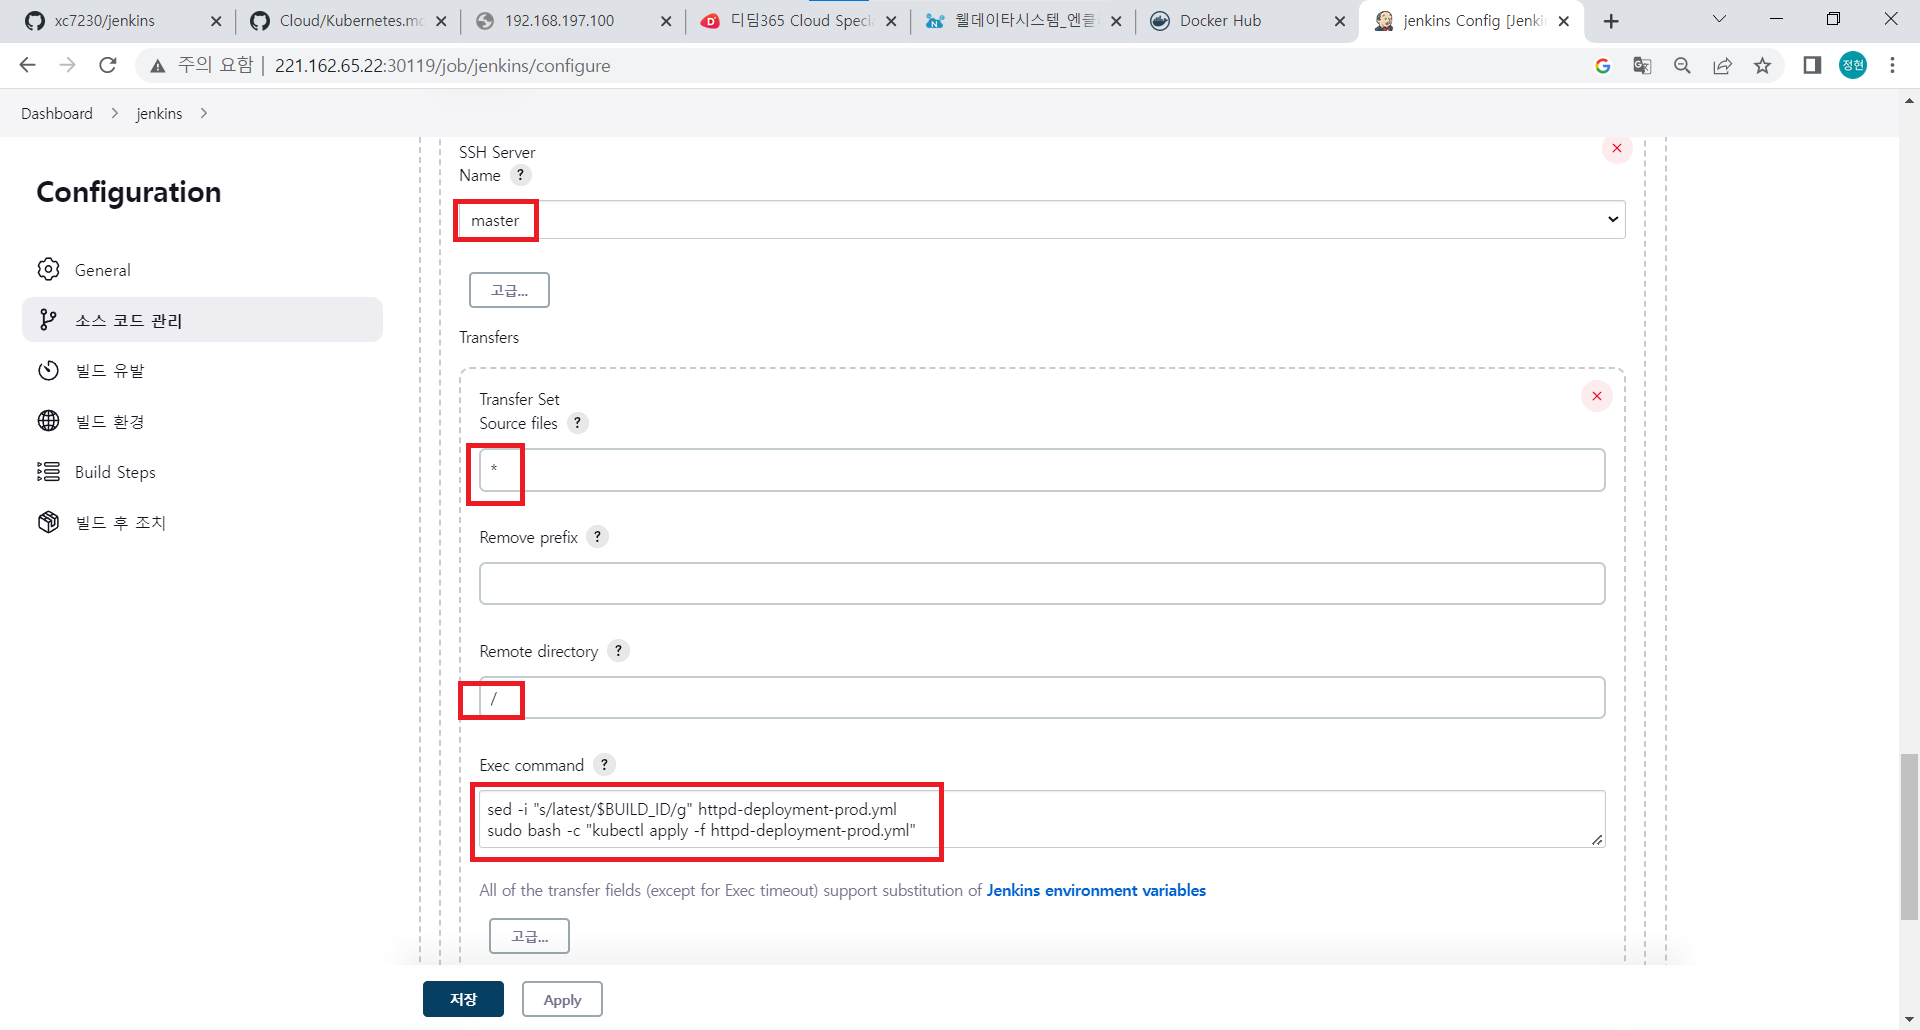 xc7230/jenkins
Cloud/Kubernetes.mc
192.168.197.100
디딤365 Cloud Speci
웰데이타시스템_엔클
Docker Hub
jenkins Config [Jenki
주의 요함 | 221.162.65.22:30119/job/jenkins/configure
정현
Dashboard > jenkins >
Configuration
General
소스 코드 관리
빌드 유발
빌드 환경
Build Steps
빌드 후 조치
SSH Server
Name ?
master
고급...
Transfers
Transfer Set
Source files ?
*
Remove prefix ?
Remote directory ?
/
Exec command ?
sed -i "s/latest/$BUILD_ID/g" httpd-deployment-prod.yml
sudo bash -c "kubectl apply -f httpd-deployment-prod.yml"
All of the transfer fields (except for Exec timeout) support substitution of Jenkins environment variables
고급...
저장
Apply